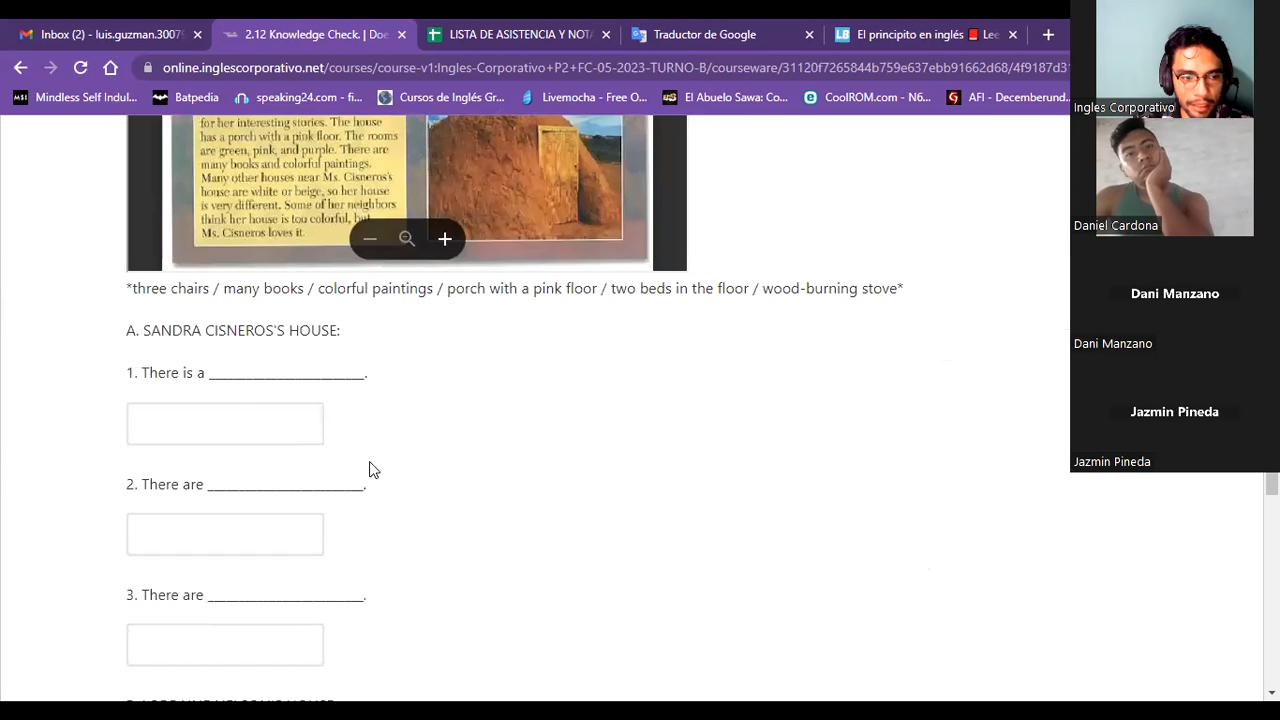 Inbox (2) - luis.guzman.3007
2.12 Knowledge Check. | Doe
LISTA DE ASISTENCIA Y NOTA
Traductor de Google
El principito en inglés
Lee
online.inglescorporativo.net/courses/course-v1:Ingles-Corporativo+P2+FC-05-2023-TURNO-B/courseware/31120f7265844b759e637ebb91662d68/4f9187d3
Mindless Self Indul...
Batpedia
speaking24.com - fi...
Cursos de Inglés Gr...
Livemocha - Free O...
El Abuelo Sawa: Co...
CoolROM.com - N6...
AFI - Decemberund...
Ingles Corporativo
Daniel Cardona
Dani Manzano
Dani Manzano
Jazmin Pineda
Jazmin Pineda
for her interesting stories. The house
has a porch with a pink floor. The rooms
are green, pink, and purple. There are
many books and colorful paintings.
Many other houses near Ms. Cisneros's
house are white or beige, so her house
is very different. Some of her neighbors
think her house is too colorful, but
Ms. Cisneros loves it.
*three chairs / many books / colorful paintings / porch with a pink floor / two beds in the floor / wood-burning stove*
A. SANDRA CISNEROS'S HOUSE:
1. There is a ________________________.
2. There are ________________________.
3. There are ________________________.